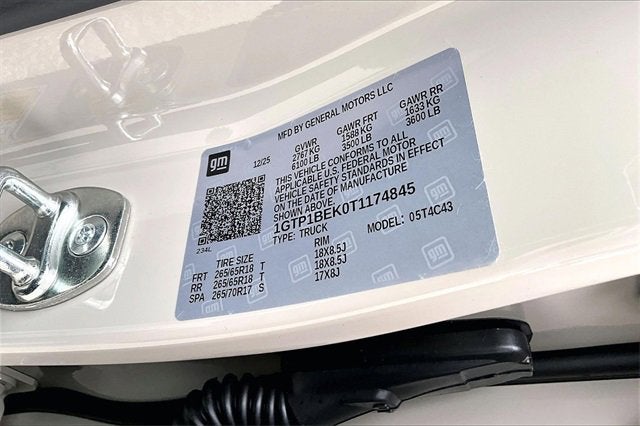 MFD BY GENERAL MOTORS LLC
gm 12/25 GVWR GAWR FRT GAWR RR
2767 KG 1588 KG 1633 KG
6100 LB 3500 LB 3600 LB
THIS VEHICLE CONFORMS TO ALL
APPLICABLE U.S. FEDERAL MOTOR
VEHICLE SAFETY STANDARDS IN EFFECT
ON THE DATE OF MANUFACTURE
SHOWN ABOVE.
1GTP1BEK0T1174845
TYPE: TRUCK MODEL: 05T4C43
234L
TIRE SIZE RIM
FRT 265/65R18 T 18X8.5J
RR 265/65R18 T 18X8.5J
SPA 265/70R17 S 17X8J